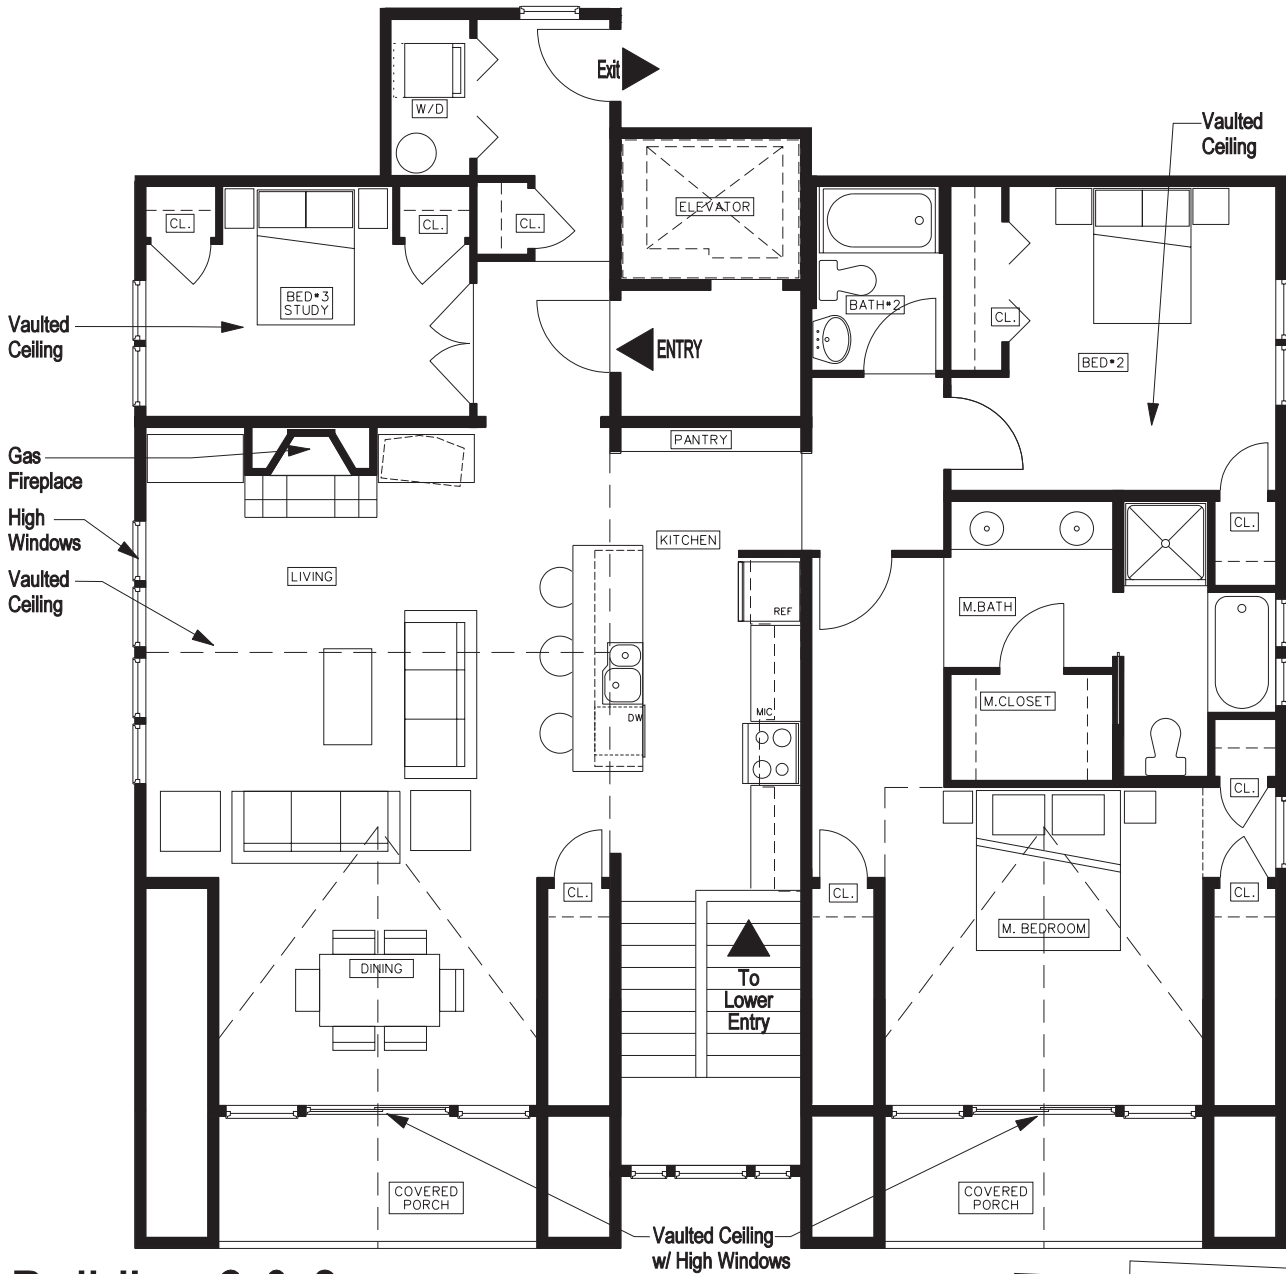 Exit
W/D
Vaulted
Ceiling
ELEVATOR
CL.
CL.
CL.
BED#3
STUDY
BATH#2
CL.
Vaulted
Ceiling
ENTRY
BED#2
PANTRY
Gas
Fireplace
High
Windows
CL.
KITCHEN
LIVING
Vaulted
Ceiling
REF
M.BATH
M.CLOSET
MIC
DW
CL.
CL.
CL.
CL.
M. BEDROOM
DINING
To
Lower
Entry
COVERED
PORCH
COVERED
PORCH
Vaulted Ceiling
w/ High Windows